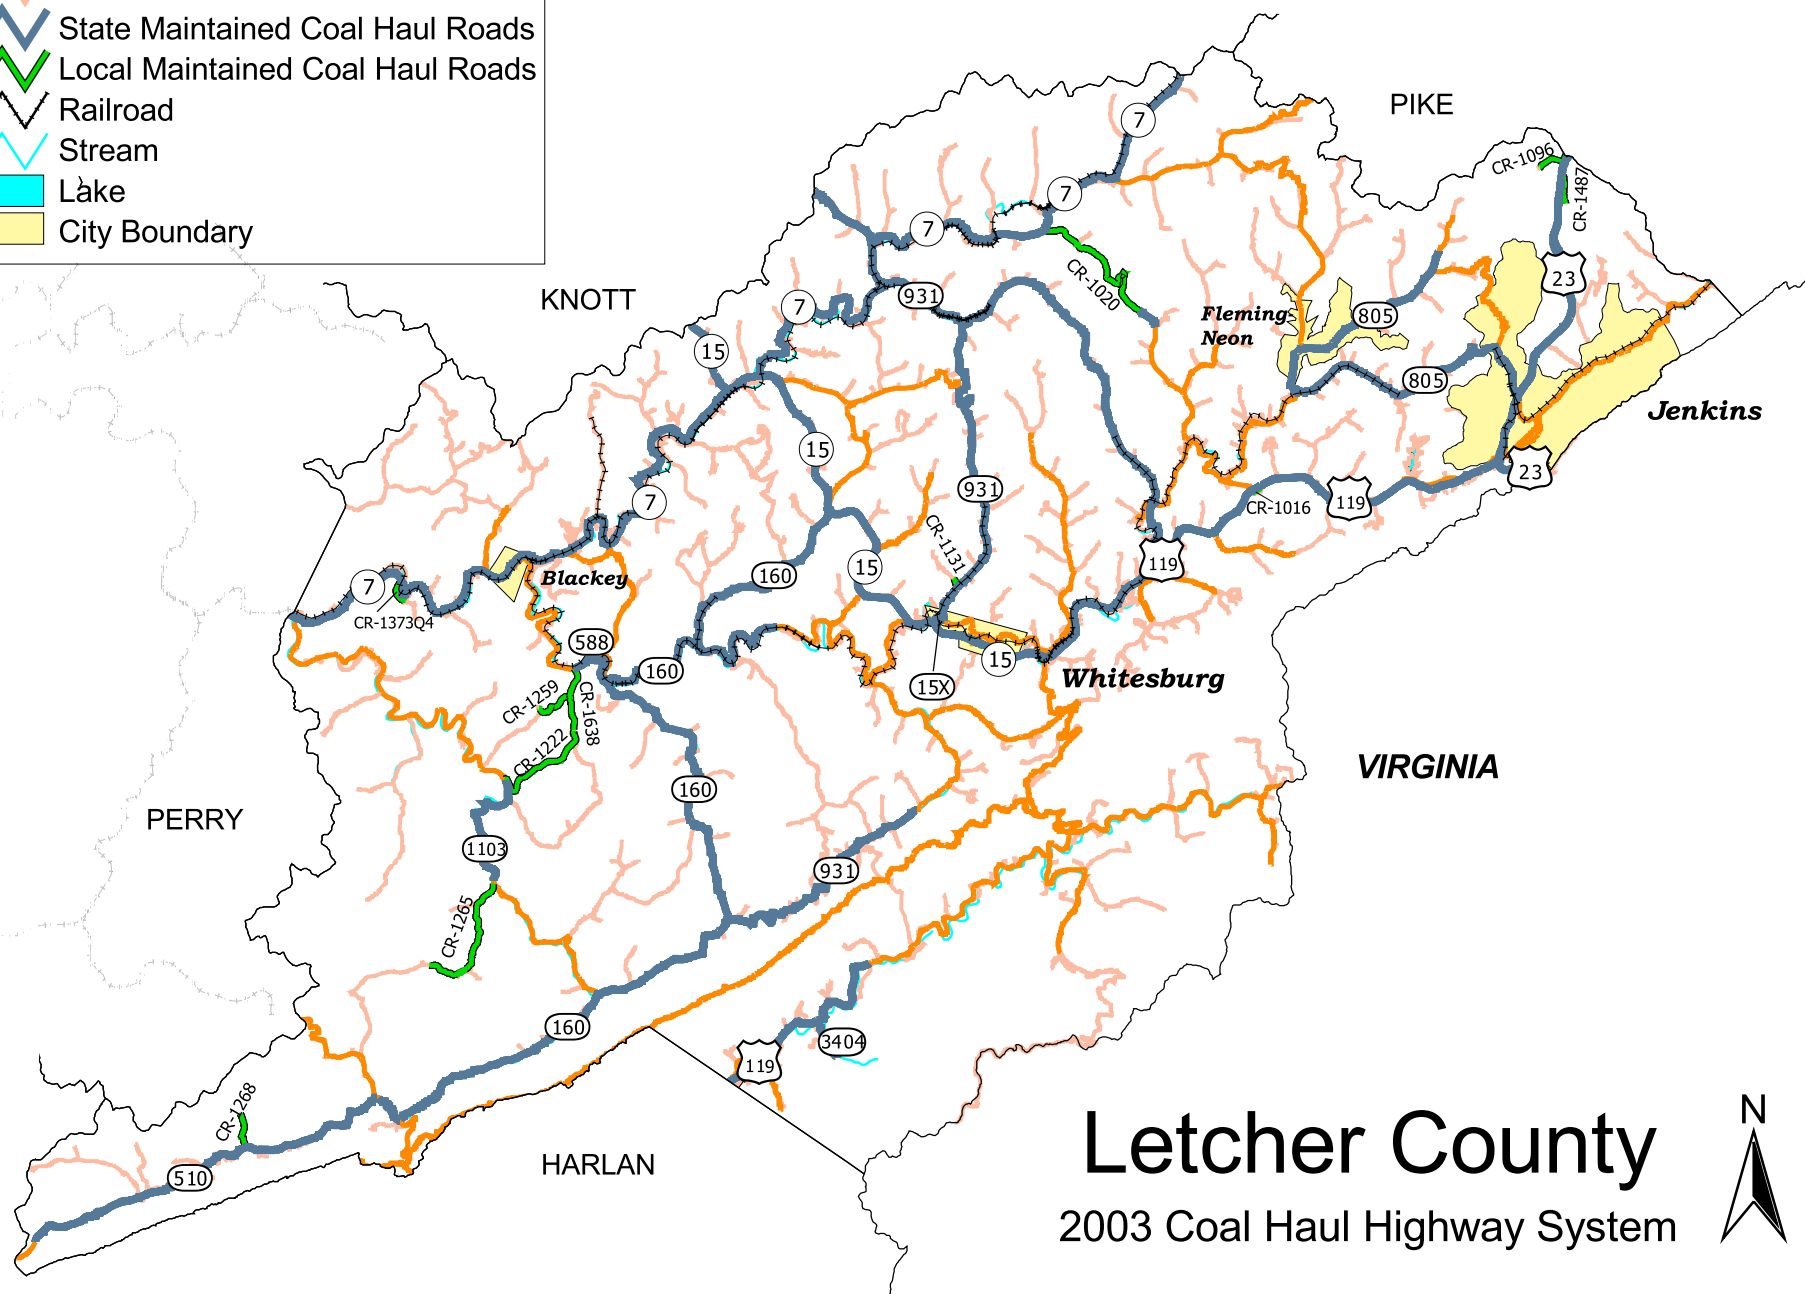 State Maintained Coal Haul Roads
Local Maintained Coal Haul Roads
Railroad
Stream
Lake
City Boundary
PIKE
KNOTT
PERRY
HARLAN
VIRGINIA
7
CR-1096
CR-1487
7
7
23
CR-1020
931
7
Fleming-
Neon
805
15
805
Jenkins
15
23
931
7
119
CR-1016
CR-1131
119
15
160
Blackey
7
CR-1373Q4
588
160
15
15X
Whitesburg
CR-1259
CR-1638
CR-1222
160
1103
931
CR-1265
160
3404
119
CR-1268
510
Letcher County
2003 Coal Haul Highway System
N